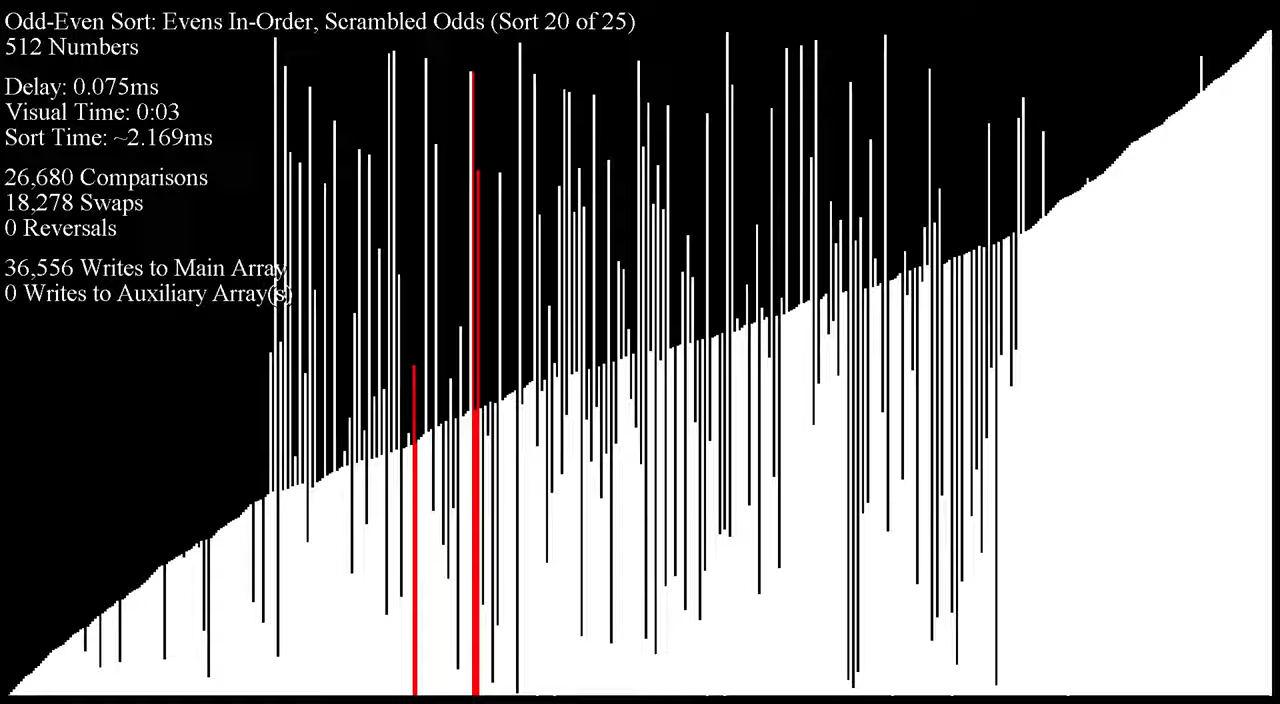 Odd-Even Sort: Evens In-Order, Scrambled Odds (Sort 20 of 25)
512 Numbers
Delay: 0.075ms
Visual Time: 0:03
Sort Time: ~2.169ms
26,680 Comparisons
18,278 Swaps
0 Reversals
36,556 Writes to Main Array
0 Writes to Auxiliary Array(s)